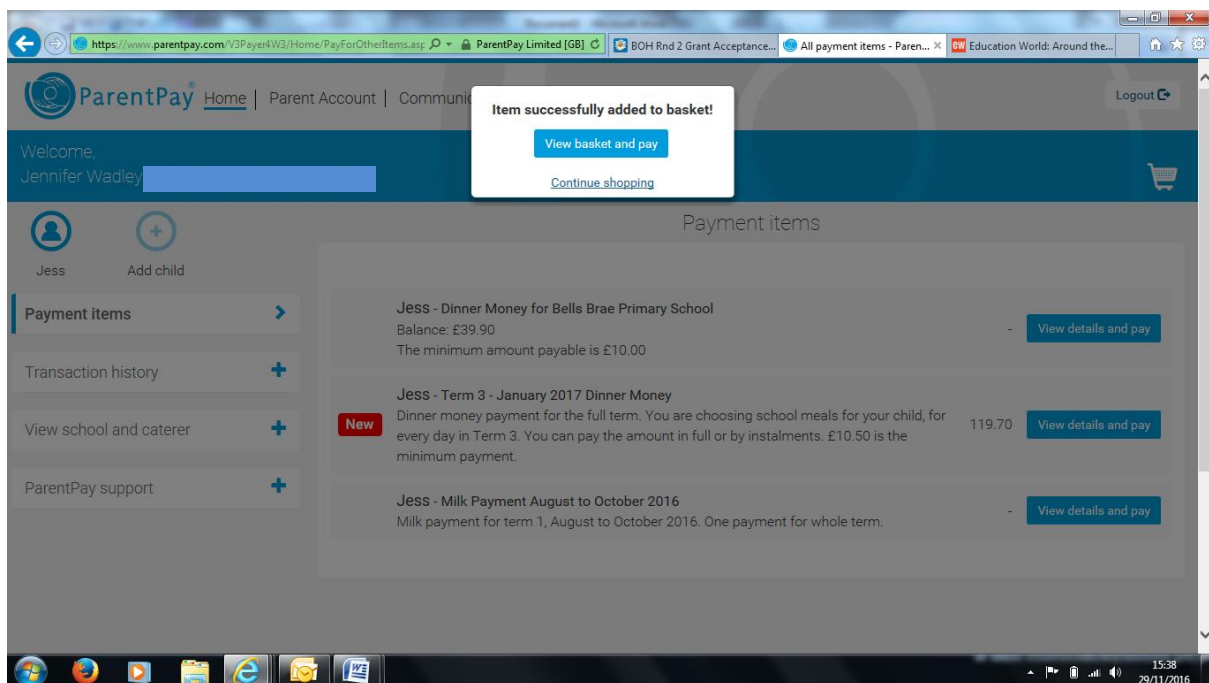 https://www.parentpay.com/V3Payer4W3/Home/PayForOtherItems.asp
ParentPay Limited [GB]
BOH Rnd 2 Grant Acceptance...
All payment items - Paren...
EW Education World: Around the...
ParentPay® Home | Parent Account | Communic
Logout
Item successfully added to basket!
View basket and pay
Continue shopping
Welcome,
Jennifer Wadley
Jess
Add child
Payment items
Transaction history
View school and caterer
ParentPay support
Payment items
Jess - Dinner Money for Bells Brae Primary School
Balance: £39.90
The minimum amount payable is £10.00
-
View details and pay
New
Jess - Term 3 - January 2017 Dinner Money
Dinner money payment for the full term. You are choosing school meals for your child, for
every day in Term 3. You can pay the amount in full or by instalments. £10.50 is the
minimum payment.
119.70
View details and pay
Jess - Milk Payment August to October 2016
Milk payment for term 1, August to October 2016. One payment for whole term.
-
View details and pay
15:38
29/11/2016